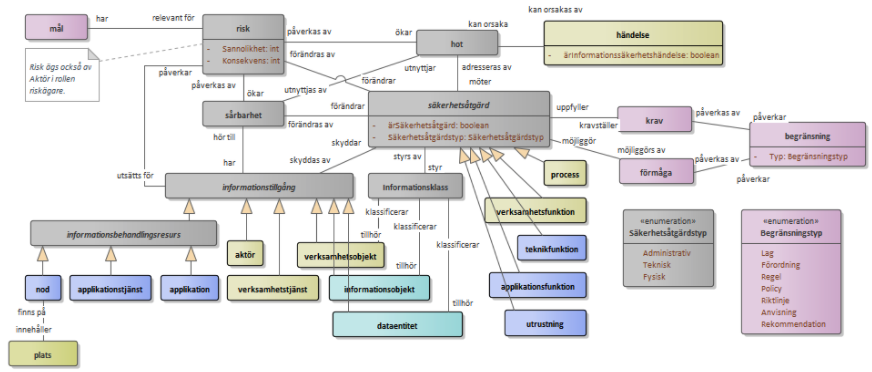 mål
har
relevant för
risk
- Sannolikhet: int
- Konsekvens: int
Risk ägs också av
Aktör i rollen
riskägare.
påverkas av
ökar
hot
kan orsaka
kan orsakas av
händelse
- ärInformationssäkerhetshändelse: boolean
förändras av
förändrar
påverkar
påverkas av
ökar
utnyttjas av
utnyttjar
adresseras av
möter
sårbarhet
förändrar
förändras av
säkerhetsåtgärd
- ärSäkerhetsåtgärd: boolean
- Säkerhetsåtgärdstyp: Säkerhetsåtgärdstyp
uppfyller
kravställer
krav
påverkas av
påverkar
begränsning
- Typ: Begränsningstyp
möjliggör
möjliggörs av
förmåga
påverkas av
påverkar
hör till
har
skyddar
skyddas av
styrs av
styr
utsätts för
informationstillgång
Informationsklass
process
klassificerar
tillhör
klassificerar
tillhör
klassificerar
tillhör
informationsbehandlingsresurs
aktör
verksamhetsobjekt
verksamhetsfunktion
teknikfunktion
nod
applikationstjänst
applikation
verksamhetstjänst
informationsobjekt
applikationsfunktion
dataentitet
utrustning
finns på
innehåller
plats
«enumeration»
Säkerhetsåtgärdstyp
Administrativ
Teknisk
Fysisk
«enumeration»
Begränsningstyp
Lag
Förordning
Regel
Policy
Riktlinje
Anvisning
Rekommendation